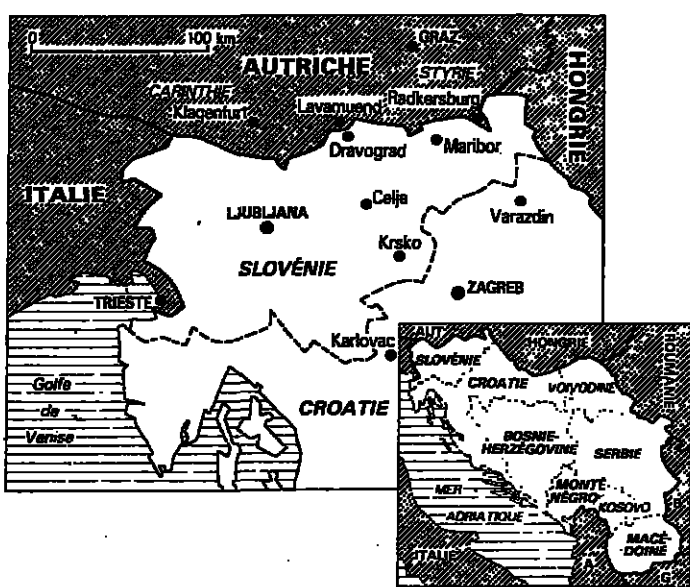 0 100 km
GRAZ
AUTRICHE
CARINTHIE
STYRIE
HONGRIE
Klagenfurt
Lavamuend
Radkersburg
Dravograd
Maribor
ITALIE
Celje
LJUBLJANA
Varazdin
Krsko
SLOVÉNIE
ZAGREB
TRIESTE
Karlovac
Golfe
de
Venise
CROATIE
AUT
HONGRIE
ROUMANIE
SLOVÉNIE
CROATIE
VOIVODINE
BOSNIE-
HERZÉGOVINE
SERBIE
MONTÉ
NÉGRO
MER
KOSOVO
ADRIATIQUE
MACÉ-
DOINE
ITALIE
A
G